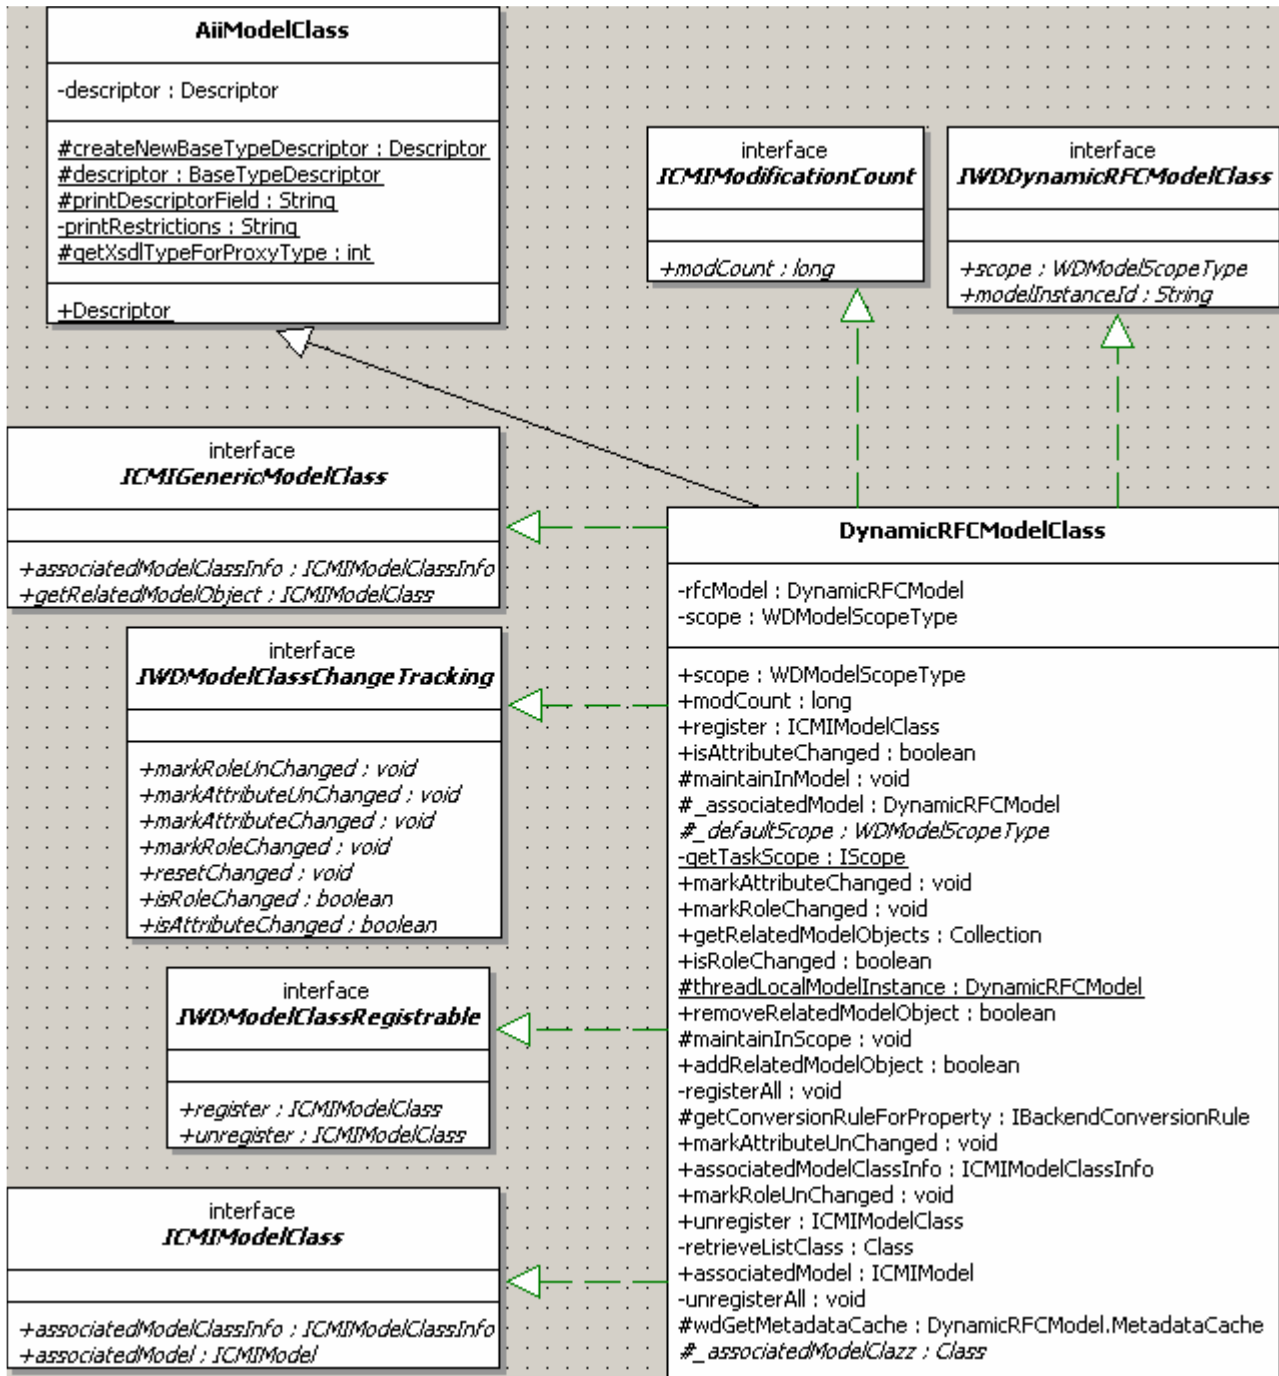 AiiModelClass
-descriptor : Descriptor
#createNewBaseTypeDescriptor : Descriptor
#descriptor : BaseTypeDescriptor
#printDescriptorField : String
-printRestrictions : String
#getXsdlTypeForProxyType : int
+Descriptor
interface
ICMIModificationCount
+modCount : long
interface
IWDDynamicRFCModelClass
+scope : WDModelScopeType
+modelInstanceId : String
interface
ICMIGenericModelClass
+associatedModelClassInfo : ICMIModelClassInfo
+getRelatedModelObject : ICMIModelClass
interface
IWDModelClassChangeTracking
+markRoleUnChanged : void
+markAttributeUnChanged : void
+markAttributeChanged : void
+markRoleChanged : void
+resetChanged : void
+isRoleChanged : boolean
+isAttributeChanged : boolean
interface
IWDModelClassRegistrable
+register : ICMIModelClass
+unregister : ICMIModelClass
interface
ICMIModelClass
+associatedModelClassInfo : ICMIModelClassInfo
+associatedModel : ICMIModel
DynamicRFCModelClass
-rfcModel : DynamicRFCModel
-scope : WDModelScopeType
+scope : WDModelScopeType
+modCount : long
+register : ICMIModelClass
+isAttributeChanged : boolean
#maintainInModel : void
#_associatedModel : DynamicRFCModel
#_defaultScope : WDModelScopeType
-getTaskScope : IScope
+markAttributeChanged : void
+markRoleChanged : void
+getRelatedModelObjects : Collection
+isRoleChanged : boolean
#threadLocalModelInstance : DynamicRFCModel
+removeRelatedModelObject : boolean
#maintainInScope : void
+addRelatedModelObject : boolean
-registerAll : void
#getConversionRuleForProperty : IBackendConversionRule
+markAttributeUnChanged : void
+associatedModelClassInfo : ICMIModelClassInfo
+markRoleUnChanged : void
+unregister : ICMIModelClass
-retrieveListClass : Class
+associatedModel : ICMIModel
-unregisterAll : void
#wdGetMetadataCache : DynamicRFCModel.MetadataCache
#_associatedModelClazz : Class